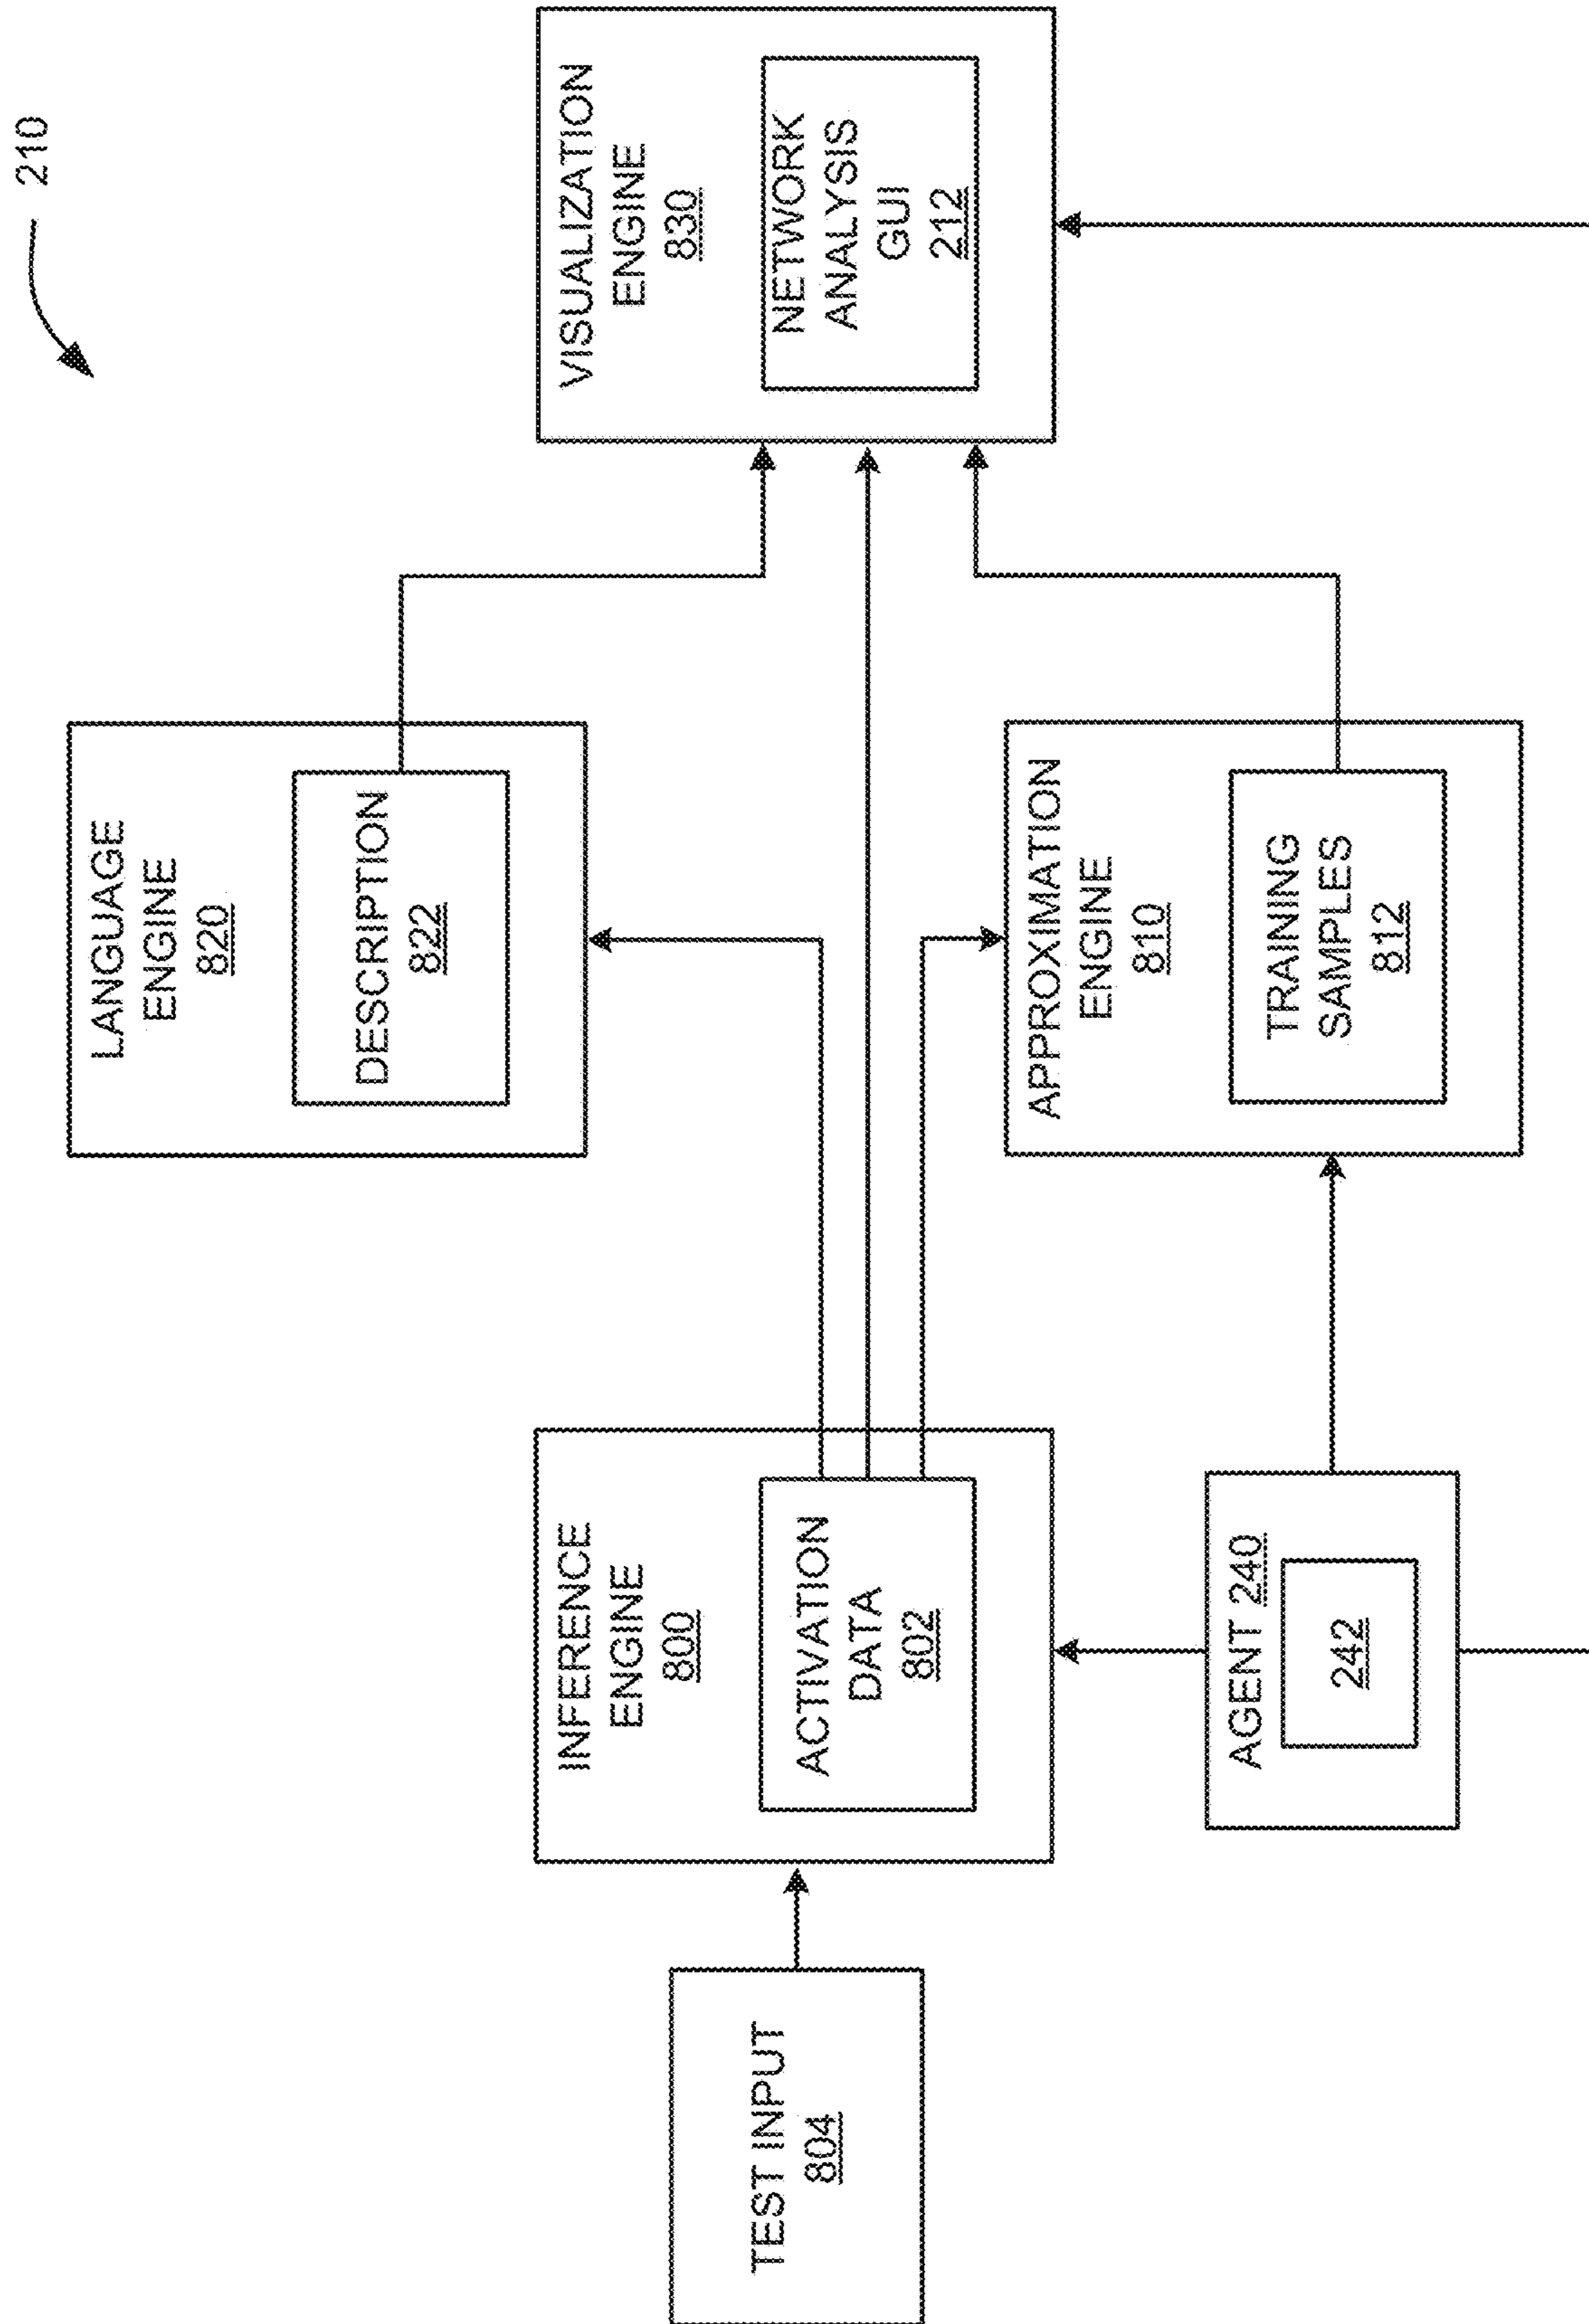 210
LANGUAGE
ENGINE
820
DESCRIPTION
822
TEST INPUT
804
INFERENCE
ENGINE
800
ACTIVATION
DATA
802
VISUALIZATION
ENGINE
830
NETWORK
ANALYSIS
GUI
212
AGENT 240
242
APPROXIMATION
ENGINE
810
TRAINING
SAMPLES
812